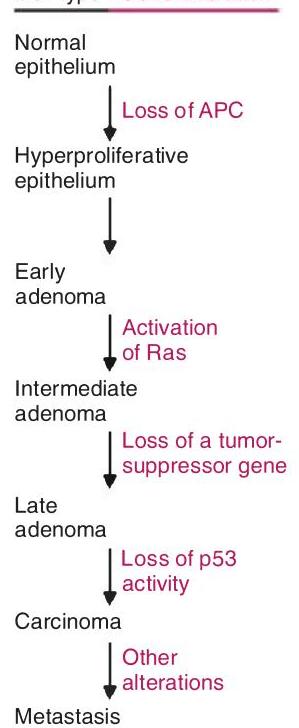 Normal
epithelium
Loss of APC
Hyperproliferative
epithelium
Early
adenoma
Activation
of Ras
Intermediate
adenoma
Loss of a tumor-
suppressor gene
Late
adenoma
Loss of p53
activity
Carcinoma
Other
alterations
Metastasis